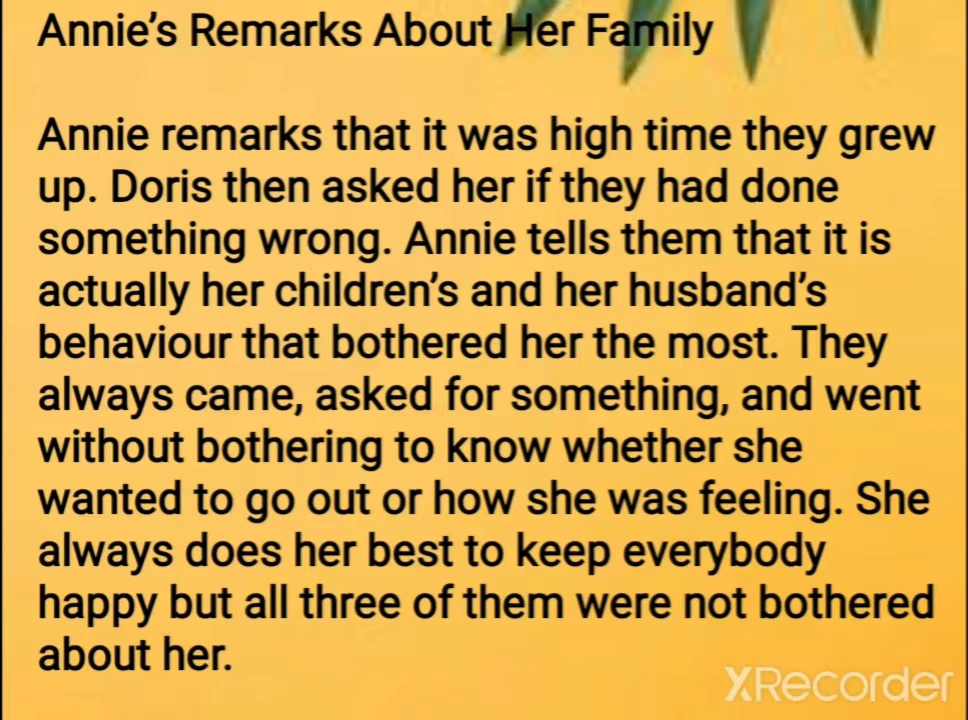 Annie’s Remarks About Her Family
Annie remarks that it was high time they grew
up. Doris then asked her if they had done
something wrong. Annie tells them that it is
actually her children’s and her husband’s
behaviour that bothered her the most. They
always came, asked for something, and went
without bothering to know whether she
wanted to go out or how she was feeling. She
always does her best to keep everybody
happy but all three of them were not bothered
about her.
XRecorder